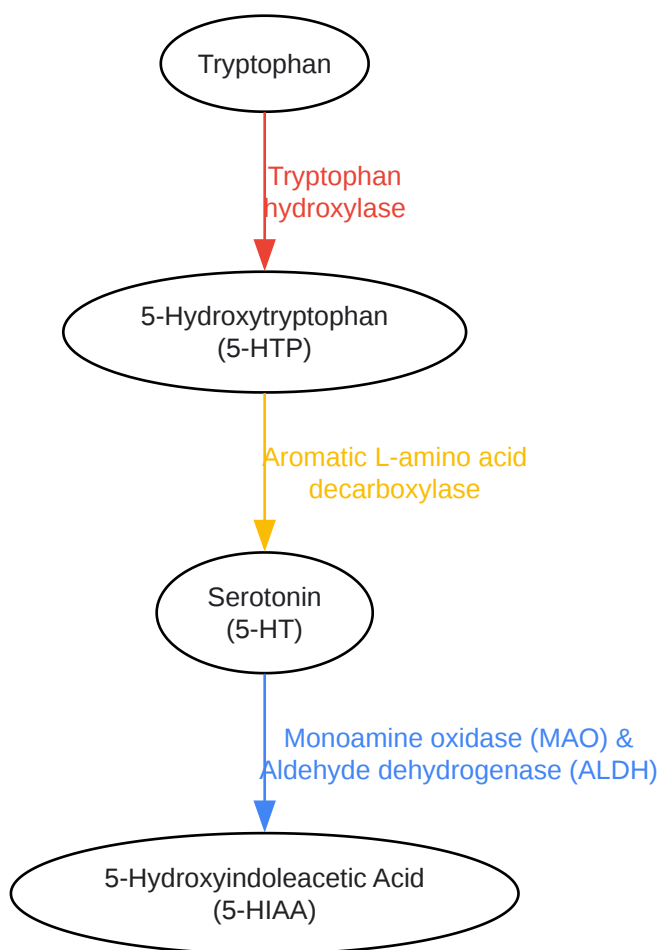 Tryptophan
Tryptophan
hydroxylase
5-Hydroxytryptophan
(5-HTP)
Aromatic L-amino acid
decarboxylase
Serotonin
(5-HT)
Monoamine oxidase (MAO) &
Aldehyde dehydrogenase (ALDH)
5-Hydroxyindoleacetic Acid
(5-HIAA)